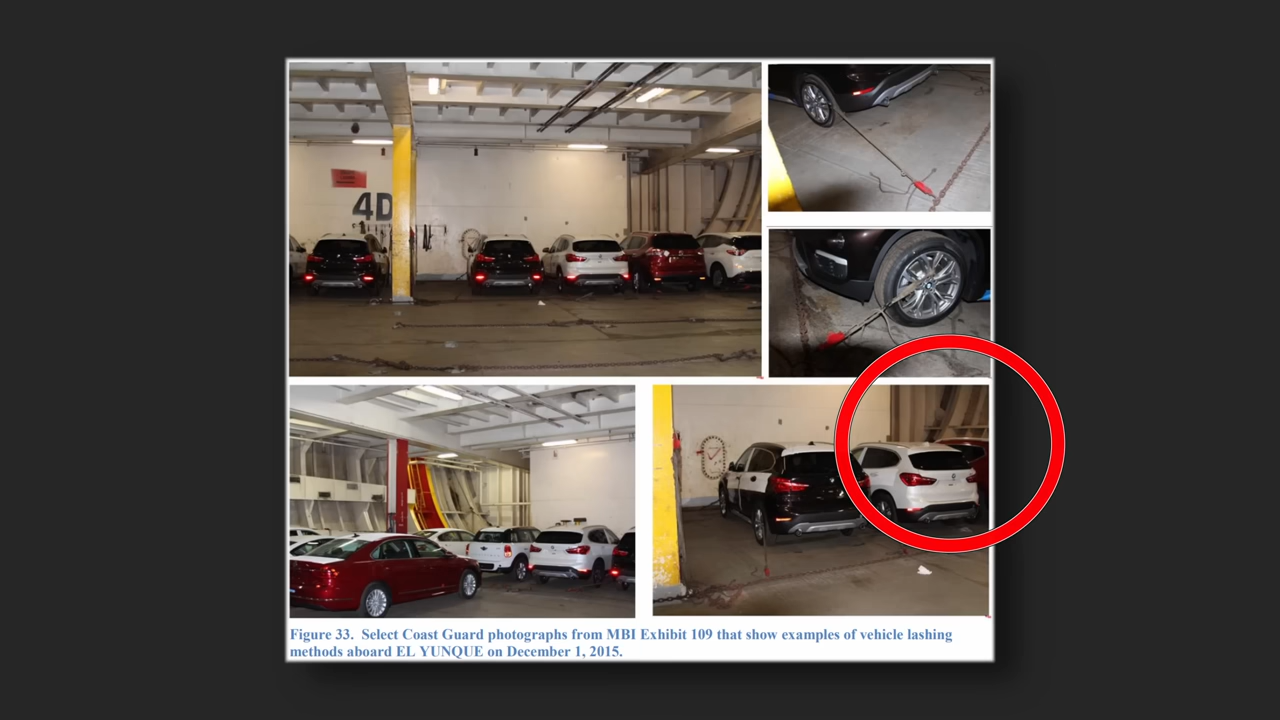 4D
Figure 33. Select Coast Guard photographs from MBI Exhibit 109 that show examples of vehicle lashing
methods aboard EL YUNQUE on December 1, 2015.